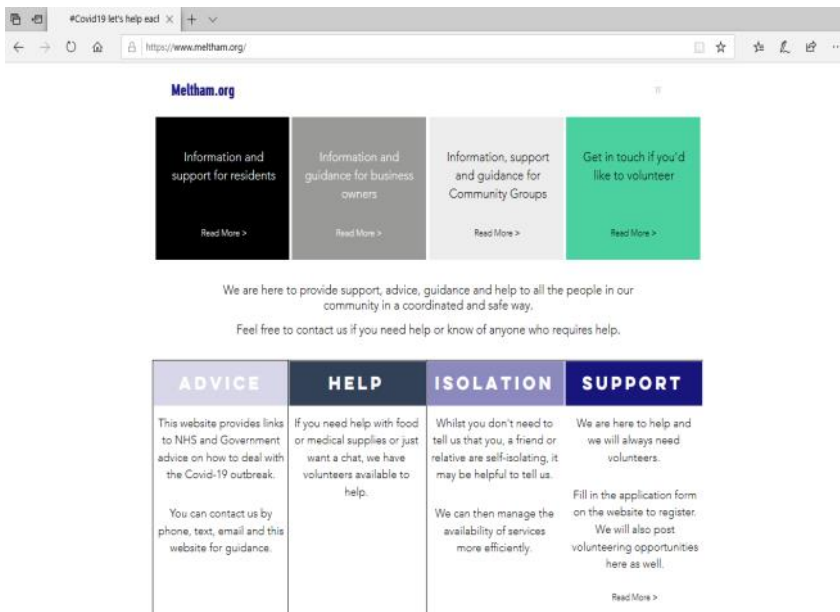 #Covid19 let's help eacl
https://www.meltham.org/
Meltham.org
Information and
support for residents
Read More >
Information and
guidance for business
owners
Read More >
Information, support
and guidance for
Community Groups
Read More >
Get in touch if you'd
like to volunteer
Read More >
We are here to provide support, advice, guidance and help to all the people in our
community in a coordinated and safe way.
Feel free to contact us if you need help or know of anyone who requires help.
ADVICE
This website provides links
to NHS and Government
advice on how to deal with
the Covid-19 outbreak.
You can contact us by
phone, text, email and this
website for guidance.
HELP
If you need help with food
or medical supplies or just
want a chat, we have
volunteers available to
help.
ISOLATION
Whilst you don't need to
tell us that you, a friend or
relative are self-isolating, it
may be helpful to tell us.
We can then manage the
availability of services
more efficiently.
SUPPORT
We are here to help and
we will always need
volunteers.
Fill in the application form
on the website to register.
We will also post
volunteering opportunities
here as well.
Read More >